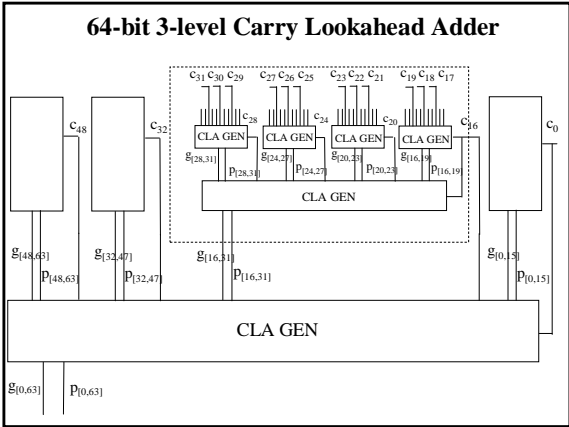 64-bit 3-level Carry Lookahead Adder
c31 c30 c29 c27 c26 c25 c23 c22 c21 c19 c18 c17
c48 c32 c28 c24 c20 c16 c0
CLA GEN CLA GEN CLA GEN CLA GEN
g[28,31] p[28,31] g[24,27] p[24,27] g[20,23] p[20,23] g[16,19] p[16,19]
CLA GEN
g[48,63] p[48,63] g[32,47] p[32,47] g[16,31] p[16,31] g[0,15] p[0,15]
CLA GEN
g[0,63] p[0,63]